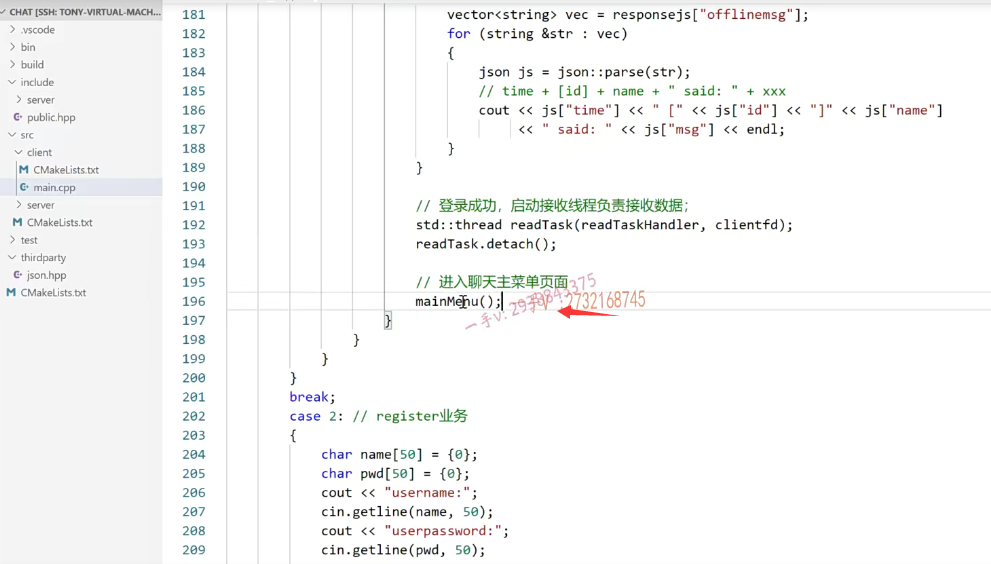 CHAT [SSH: TONY-VIRTUAL-MACH...
.vscode
bin
build
include
server
public.hpp
src
client
CMakeLists.txt
main.cpp
server
CMakeLists.txt
test
thirdparty
json.hpp
CMakeLists.txt
181 vector<string> vec = responsejs["offlinemsg"];
182 for (string &str : vec)
183 {
184 json js = json::parse(str);
185 // time + [id] + name + " said: " + xxx
186 cout << js["time"] << " [" << js["id"] << "]" << js["name"]
187 << " said: " << js["msg"] << endl;
188 }
189 }
190
191 // 登录成功，启动接收线程负责接收数据;
192 std::thread readTask(readTaskHandler, clientfd);
193 readTask.detach();
194
195 // 进入聊天主菜单页面
196 mainMenu();
2732168745
一手V:
197 }
198 }
199 }
200 }
201 break;
202 case 2: // register业务
203 {
204 char name[50] = {0};
205 char pwd[50] = {0};
206 cout << "username:";
207 cin.getline(name, 50);
208 cout << "userpassword:";
209 cin.getline(pwd, 50);